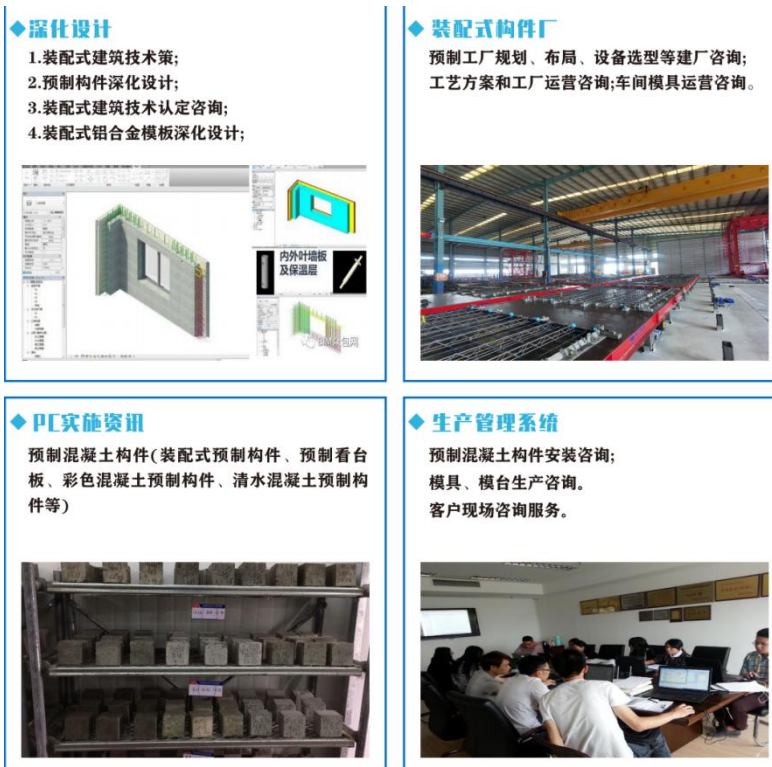 深化设计
1.装配式建筑技术策;
2.预制构件深化设计;
3.装配式建筑技术认定咨询;
4.装配式铝合金模板深化设计;
内外叶墙板
及保温层
装配式构件厂
预制工厂规划、布局、设备选型等建厂咨询;
工艺方案和工厂运营咨询;车间模具运营咨询。
PC实施资讯
预制混凝土构件(装配式预制构件、预制看台
板、彩色混凝土预制构件、清水混凝土预制构
件等)
生产管理系统
预制混凝土构件安装咨询;
模具、模台生产咨询。
客户现场咨询服务。